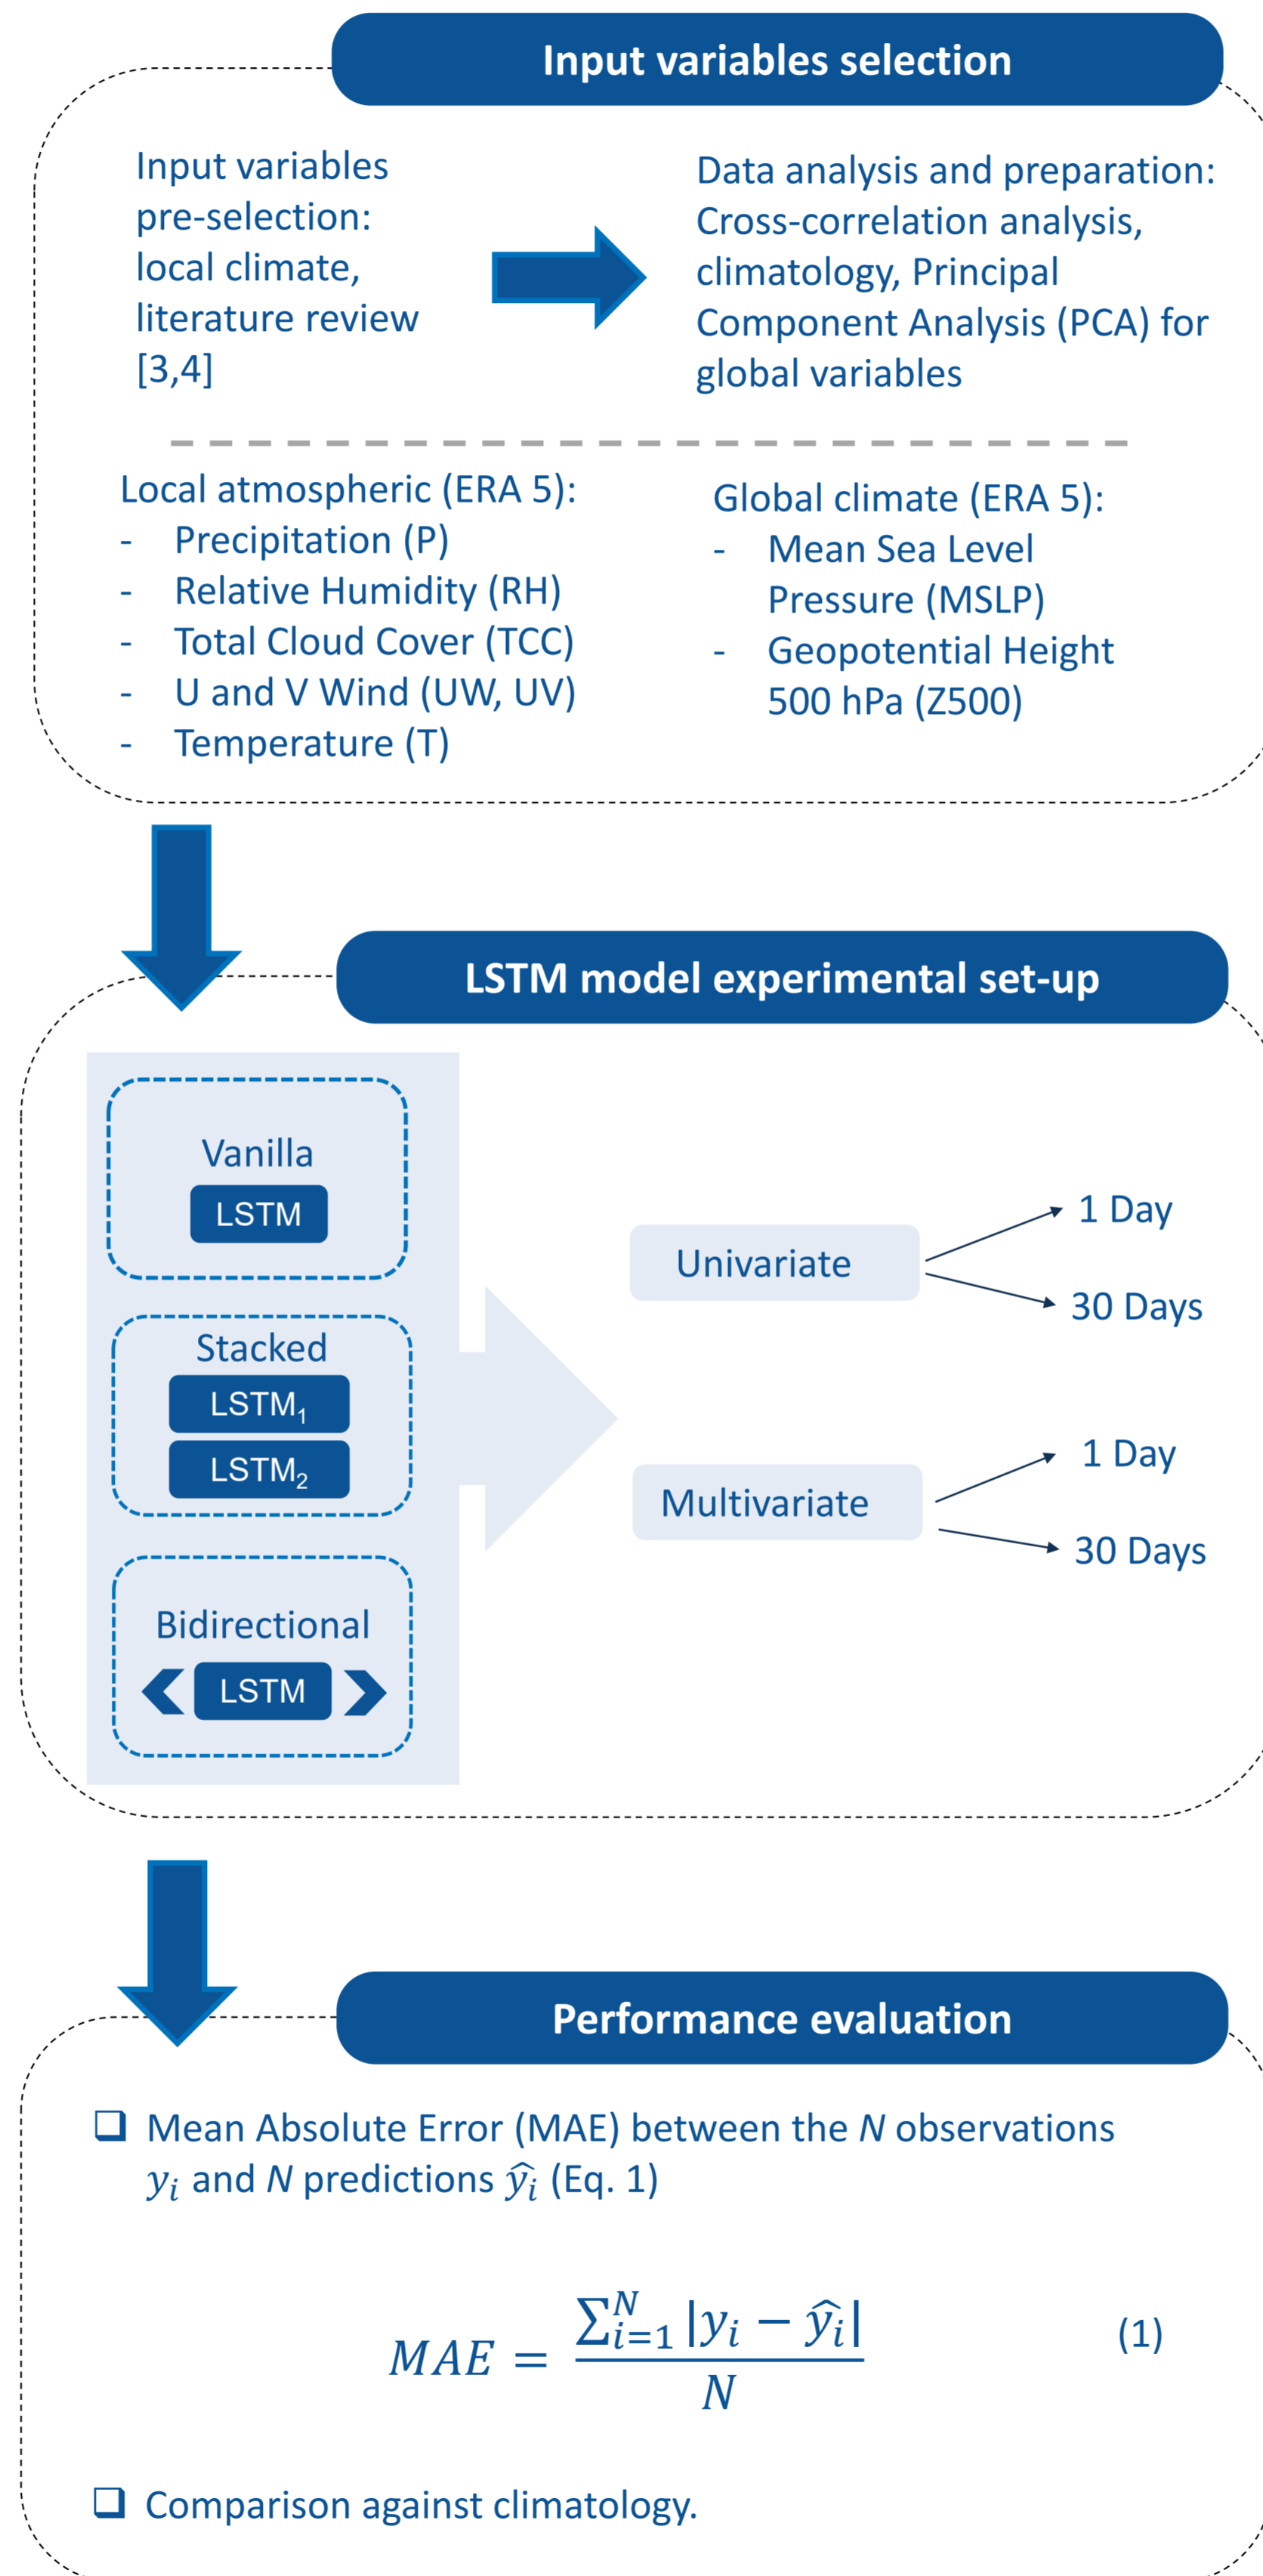 Input variables selection
Input variables
pre-selection:
local climate,
literature review
[3,4]
Data analysis and preparation:
Cross-correlation analysis,
climatology, Principal
Component Analysis (PCA) for
global variables
Local atmospheric (ERA 5):
- Precipitation (P)
- Relative Humidity (RH)
- Total Cloud Cover (TCC)
- U and V Wind (UW, UV)
- Temperature (T)
Global climate (ERA 5):
- Mean Sea Level
Pressure (MSLP)
- Geopotential Height
500 hPa (Z500)
LSTM model experimental set-up
Vanilla
LSTM
Stacked
LSTM₁
LSTM₂
Bidirectional
LSTM
Univariate
1 Day
30 Days
Multivariate
1 Day
30 Days
Performance evaluation
❑ Mean Absolute Error (MAE) between the N observations
yᵢ and N predictions ŷᵢ (Eq. 1)
MAE = \frac{\sum_{i=1}^{N} |y_i - \widehat{y_i}|}{N} (1)
❑ Comparison against climatology.